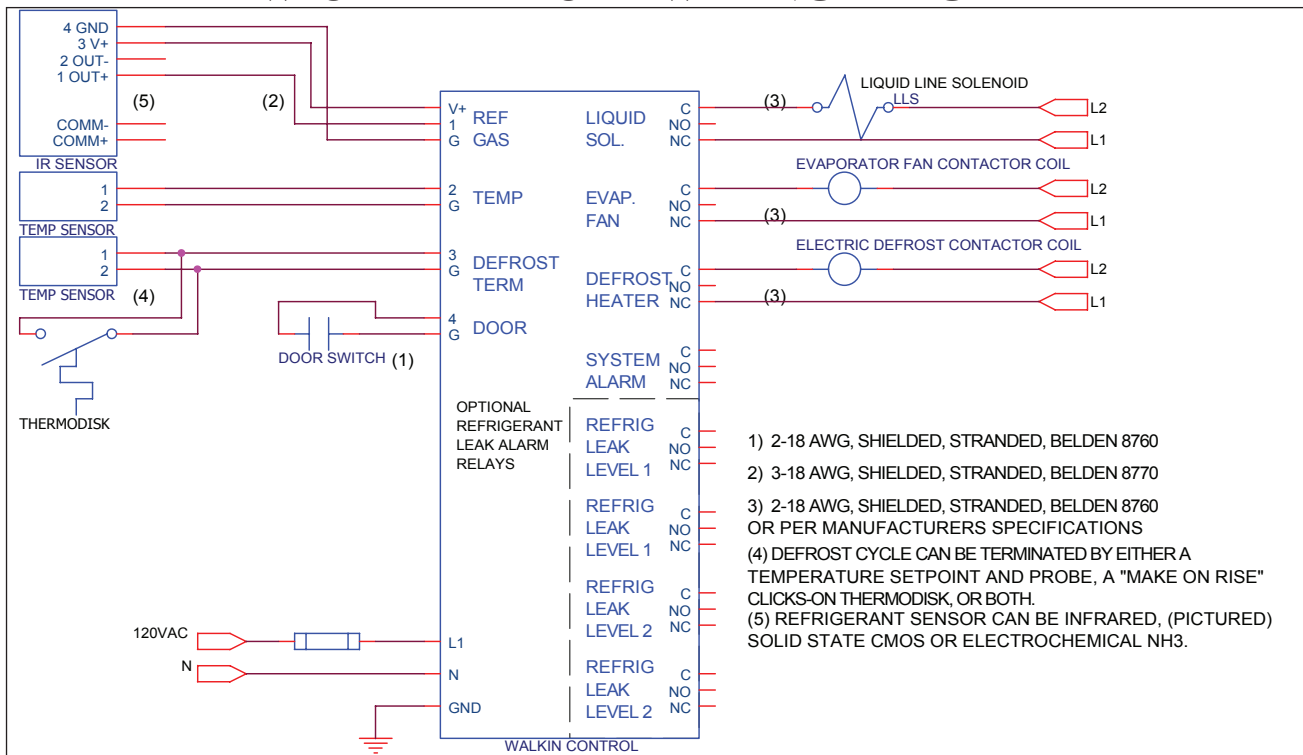 4 GND
3 V+
2 OUT-
1 OUT+
(5)
(2)
COMM-
COMM+
IR SENSOR
1
2
TEMP SENSOR
1
2
TEMP SENSOR
(4)
THERMODISK
DOOR SWITCH (1)
120VAC
N
V+
1
G
REF
GAS
2
G
TEMP
3
G
DEFROST
TERM
4
G
DOOR
OPTIONAL
REFRIGERANT
LEAK ALARM
RELAYS
L1
N
GND
WALKIN CONTROL
LIQUID
SOL.
C
NO
NC
EVAP.
FAN
C
NO
NC
DEFROST
HEATER
C
NO
NC
SYSTEM
ALARM
C
NO
NC
REFRIG
LEAK
LEVEL 1
C
NO
NC
REFRIG
LEAK
LEVEL 1
C
NO
NC
REFRIG
LEAK
LEVEL 2
C
NO
NC
REFRIG
LEAK
LEVEL 2
C
NO
NC
(3)
LIQUID LINE SOLENOID
LLS
L2
L1
EVAPORATOR FAN CONTACTOR COIL
L2
(3)
L1
ELECTRIC DEFROST CONTACTOR COIL
L2
(3)
L1
1) 2-18 AWG, SHIELDED, STRANDED, BELDEN 8760
2) 3-18 AWG, SHIELDED, STRANDED, BELDEN 8770
3) 2-18 AWG, SHIELDED, STRANDED, BELDEN 8760
OR PER MANUFACTURERS SPECIFICATIONS
(4) DEFROST CYCLE CAN BE TERMINATED BY EITHER A
TEMPERATURE SETPOINT AND PROBE, A "MAKE ON RISE"
CLICKS-ON THERMODISK, OR BOTH.
(5) REFRIGERANT SENSOR CAN BE INFRARED, (PICTURED)
SOLID STATE CMOS OR ELECTROCHEMICAL NH3.